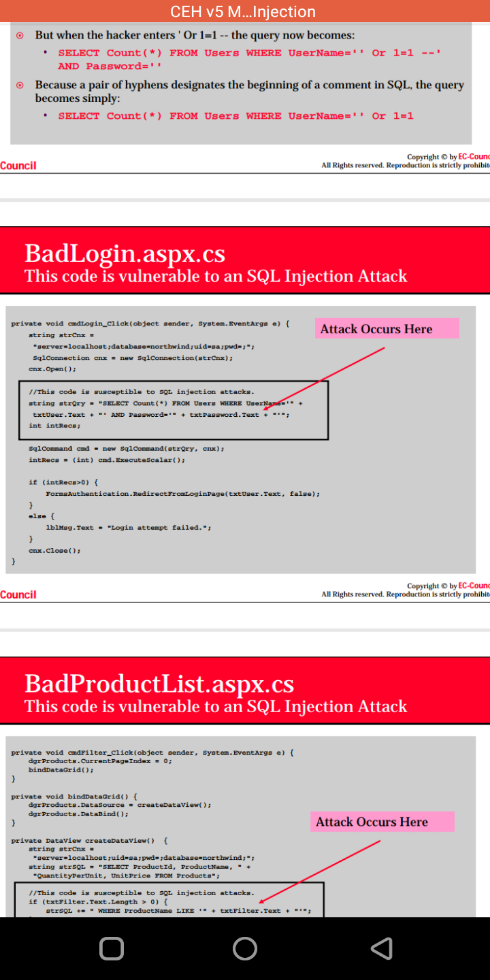 CEH v5 M...Injection
But when the hacker enters ' Or 1=1 -- the query now becomes:
SELECT Count(*) FROM Users WHERE UserName='' Or 1=1 --'
AND Password=''
Because a pair of hyphens designates the beginning of a comment in SQL, the query
becomes simply:
SELECT Count(*) FROM Users WHERE UserName='' Or 1=1
Copyright © by EC-Counc
Council
All Rights reserved. Reproduction is strictly prohibit
BadLogin.aspx.cs
This code is vulnerable to an SQL Injection Attack
private void cmdLogin_Click(object sender, System.EventArgs e) {
Attack Occurs Here
string strCnx =
"server=localhost;database=northwind;uid=sa;pwd=;";
SqlConnection cnx = new SqlConnection(strCnx);
cnx.Open();
//This code is susceptible to SQL injection attacks.
string strQry = "SELECT Count(*) FROM Users WHERE UserName='" +
txtUser.Text + "' AND Password='" + txtPassword.Text + "'";
int intRecs;
SqlCommand cmd = new SqlCommand(strQry, cnx);
intRecs = (int) cmd.ExecuteScalar();
if (intRecs>0) {
FormsAuthentication.RedirectFromLoginPage(txtUser.Text, false);
}
else {
lblMsg.Text = "Login attempt failed.";
}
cnx.Close();
}
Copyright © by EC-Counc
Council
All Rights reserved. Reproduction is strictly prohibit
BadProductList.aspx.cs
This code is vulnerable to an SQL Injection Attack
private void cmdFilter_Click(object sender, System.EventArgs e) {
dgrProducts.CurrentPageIndex = 0;
bindDataGrid();
}
private void bindDataGrid() {
dgrProducts.DataSource = createDataView();
dgrProducts.DataBind();
}
Attack Occurs Here
private DataView createDataView() {
string strCnx =
"server=localhost;uid=sa;pwd=;database=northwind;";
string strSQL = "SELECT ProductId, ProductName, " +
"QuantityPerUnit, UnitPrice FROM Products";
//This code is susceptible to SQL injection attacks.
if (txtFilter.Text.Length > 0) {
strSQL += " WHERE ProductName LIKE '" + txtFilter.Text + "'";